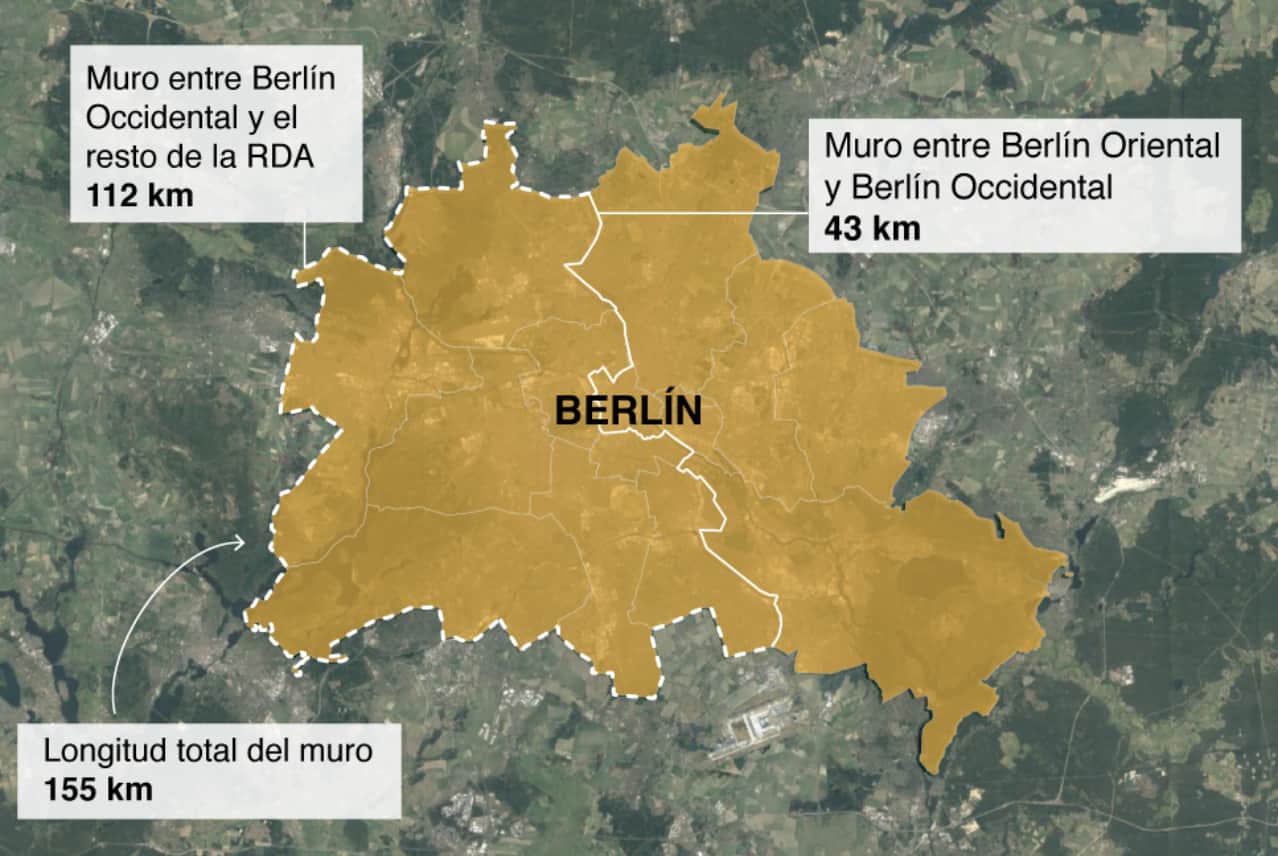 Muro entre Berlín
Occidental y el
resto de la RDA
112 km
Muro entre Berlín Oriental
y Berlín Occidental
43 km
BERLÍN
Longitud total del muro
155 km